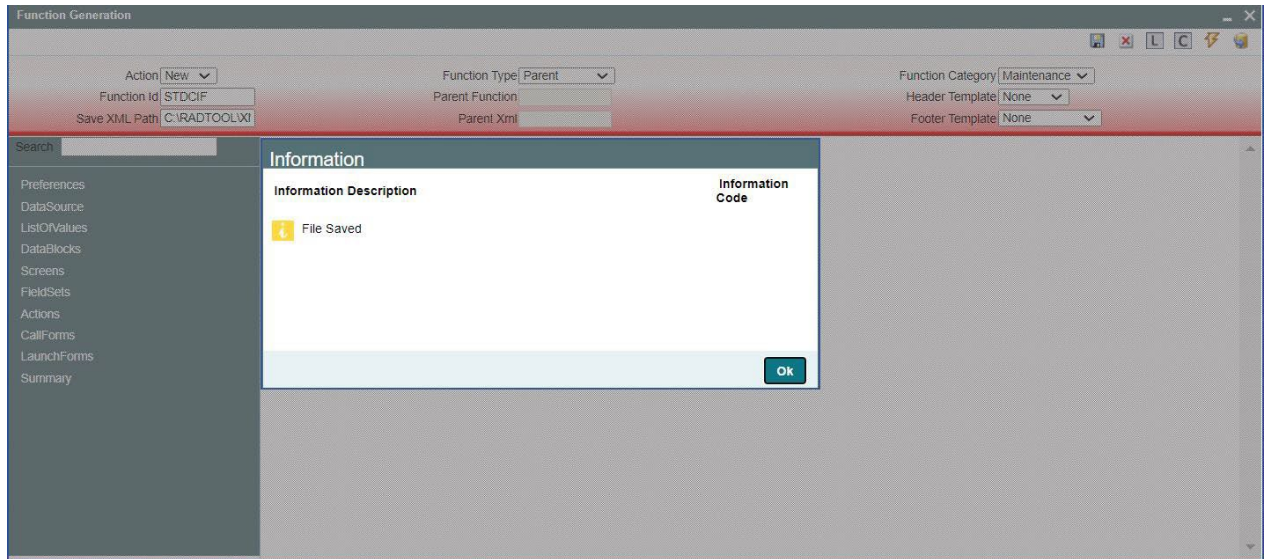 Function Generation
L C
Action New Function Type Parent Function Category Maintenance
Function Id STDCIF Parent Function Header Template None
Save XML Path C:\RADTOOL\XI Parent Xml Footer Template None
Search
Information
Information Description Information Code
File Saved
Ok
Preferences
DataSource
ListOfValues
DataBlocks
Screens
FieldSets
Actions
CallForms
LaunchForms
Summary